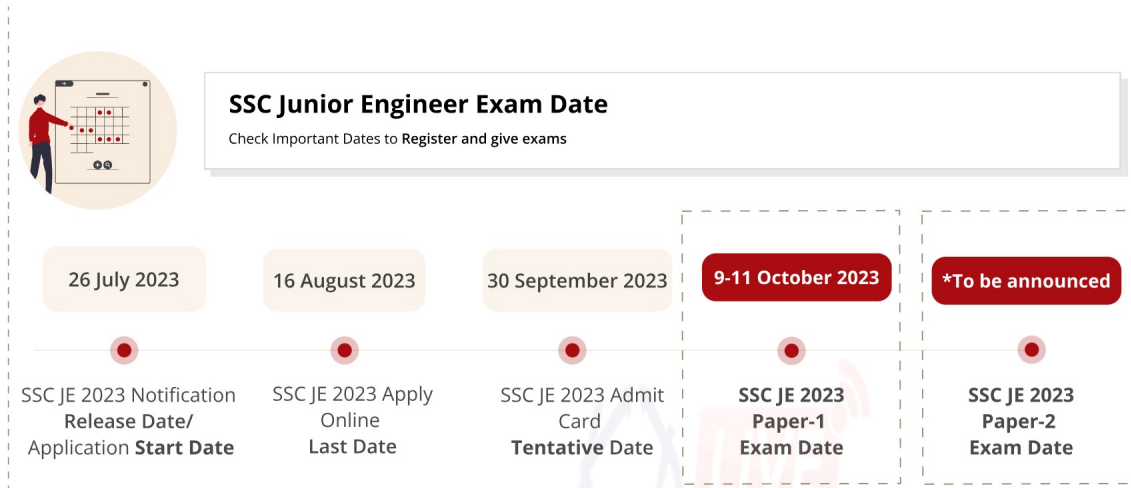 SSC Junior Engineer Exam Date
Check Important Dates to Register and give exams
26 July 2023
16 August 2023
30 September 2023
9-11 October 2023
*To be announced
SSC JE 2023 Notification
Release Date/
Application Start Date
SSC JE 2023 Apply
Online
Last Date
SSC JE 2023 Admit
Card
Tentative Date
SSC JE 2023
Paper-1
Exam Date
SSC JE 2023
Paper-2
Exam Date